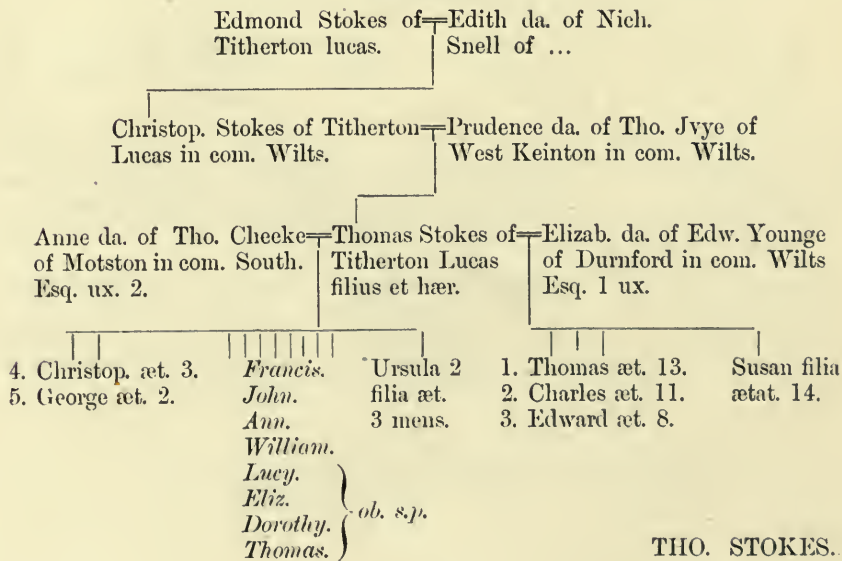 Edmond Stokes of Edith da. of Nich.
Titherton lucas. Snell of ...
Christop. Stokes of Titherton Prudence da. of Tho. Jvye of
Lucas in com. Wilts. West Keinton in com. Wilts.
Anne da. of Tho. Cheeke Thomas Stokes of Elizab. da. of Edw. Younge
of Motston in com. South. Titherton Lucas of Durnford in com. Wilts
Esq. ux. 2. filius et hær. Esq. 1 ux.
4. Christop. æt. 3. Francis. Ursula 2 1. Thomas æt. 13. Susan filia
5. George æt. 2. John. filia æt. 2. Charles æt. 11. ætat. 14.
Ann. 3 mens. 3. Edward æt. 8.
William.
Lucy.
Eliz.
ob. s.p.
Dorothy.
Thomas.
THO. STOKES.